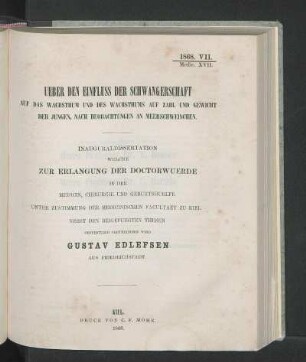 1868. VII.
Medic. XVII.
UEBER DEN EINFLUSS DER SCHWANGERSCHAFT
AUF DAS WACHSTHUM UND DES WACHSTHUMS AUF ZAHL UND GEWICHT
DER JUNGEN, NACH BEOBACHTUNGEN AN MEERSCHWEINCHEN.
INAUGURALDISSERTATION
WELCHE
ZUR ERLANGUNG DER DOCTORWUERDE
IN DER
MEDICIN, CHIRURGIE UND GEBURTSHUELFE
UNTER ZUSTIMMUNG DER MEDICINISCHEN FACULTAET ZU KIEL
NEBST DEN BEIGEFUEGTEN THESEN
OEFFENTLICH VERTHEIDIGEN WIRD
GUSTAV EDLEFSEN
AUS FRIEDRICHSTADT
KIEL.
DRUCK VON C. F. MOHR.
1868.